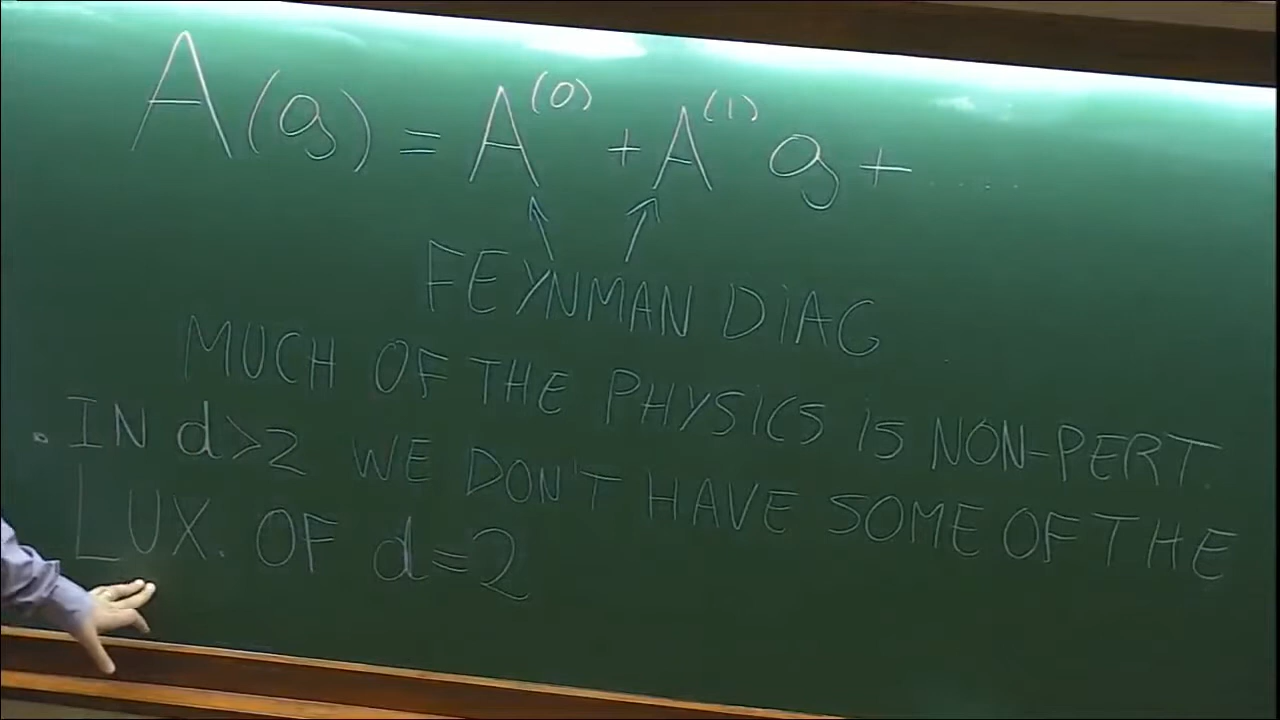 A(g) = A^(0) + A^(1) g + ......
FEYNMAN DIAG
MUCH OF THE PHYSICS IS NON-PERT.
. IN d>2 WE DON'T HAVE SOME OF THE
LUX. OF d=2